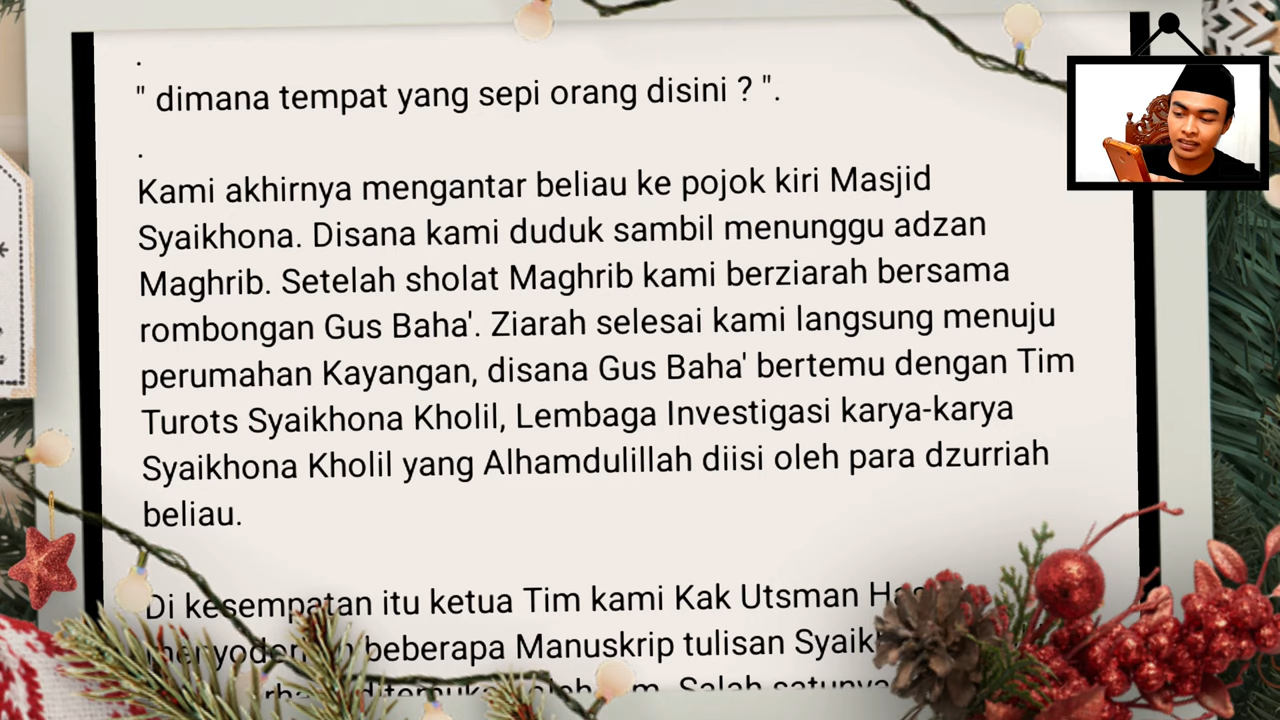 .
" dimana tempat yang sepi orang disini ? ".
.
Kami akhirnya mengantar beliau ke pojok kiri Masjid
Syaikhona. Disana kami duduk sambil menunggu adzan
Maghrib. Setelah sholat Maghrib kami berziarah bersama
rombongan Gus Baha'. Ziarah selesai kami langsung menuju
perumahan Kayangan, disana Gus Baha' bertemu dengan Tim
Turots Syaikhona Kholil, Lembaga Investigasi karya-karya
Syaikhona Kholil yang Alhamdulillah diisi oleh para dzurriah
beliau.
Di kesempatan itu ketua Tim kami Kak Utsman
beberapa Manuskrip tulisan
Salah satunya